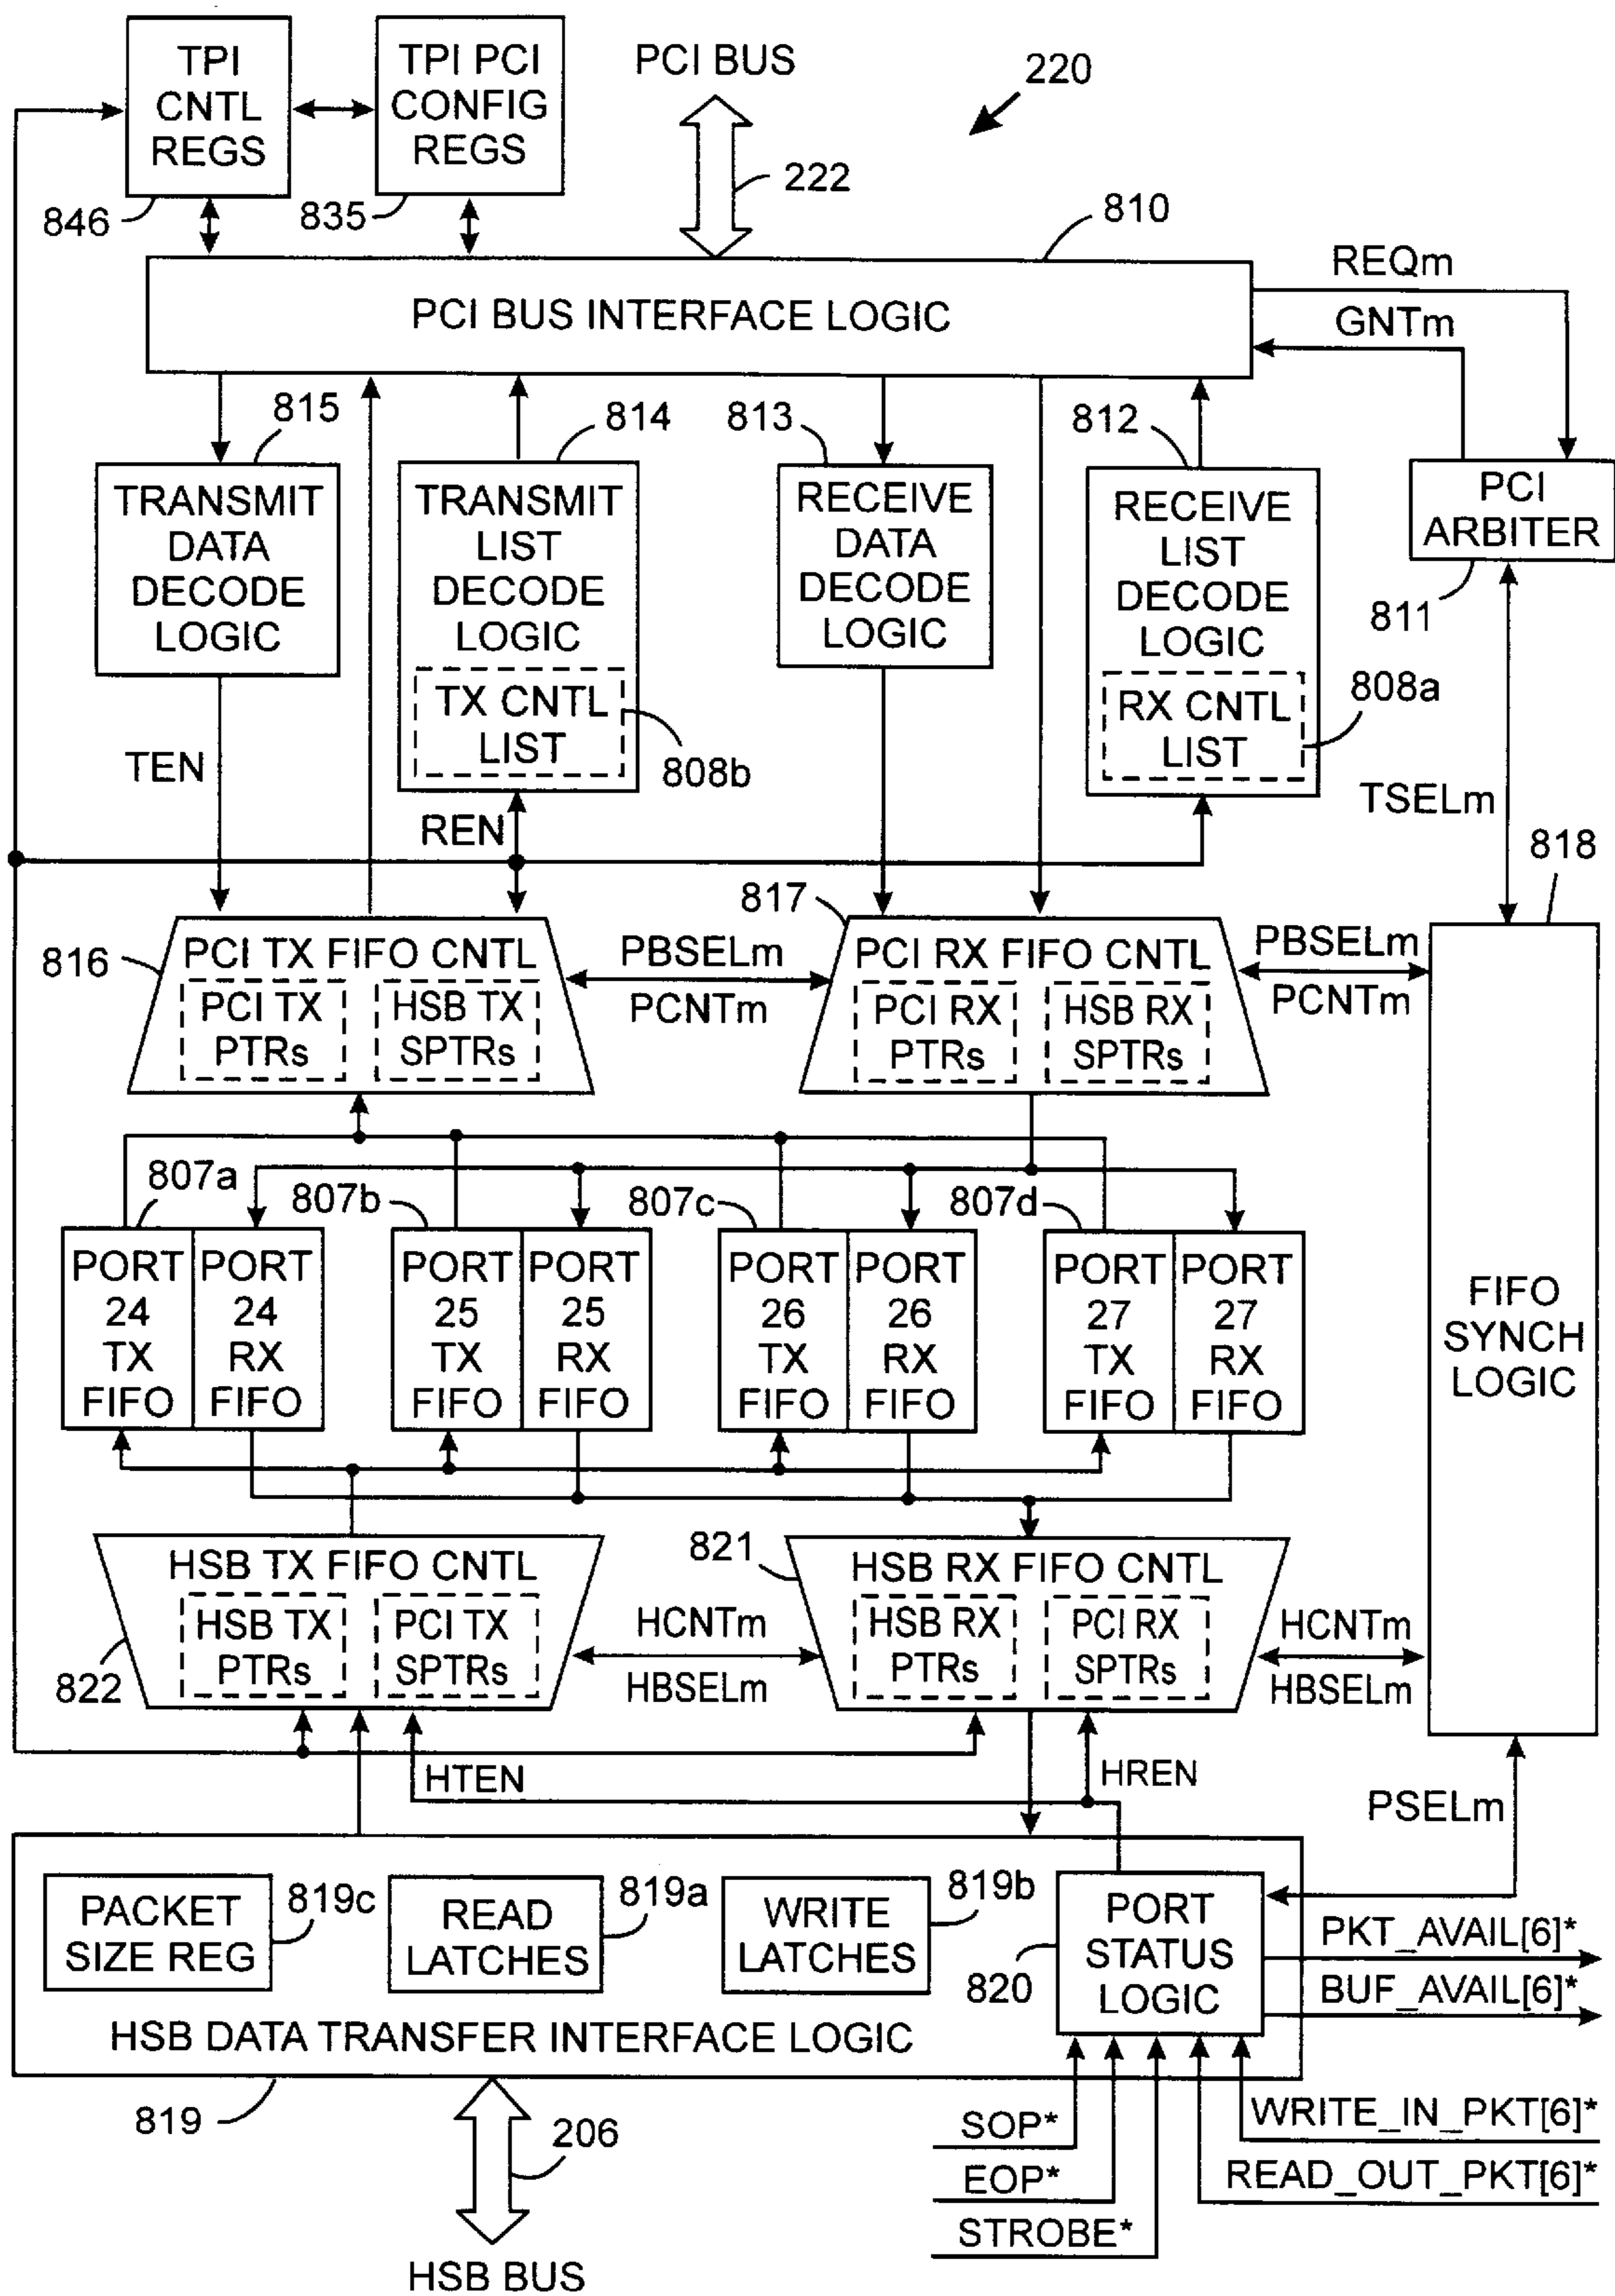 TPI
CNTL
REGS
TPI PCI
CONFIG
REGS
PCI BUS
220
222
846
835
810
PCI BUS INTERFACE LOGIC
REQm
GNTm
815
814
813
812
TRANSMIT
DATA
DECODE
LOGIC
TRANSMIT
LIST
DECODE
LOGIC
TX CNTL
LIST
RECEIVE
DATA
DECODE
LOGIC
RECEIVE
LIST
DECODE
LOGIC
RX CNTL
LIST
PCI
ARBITER
811
808a
808b
TEN
REN
TSELm
818
817
816
PCI TX FIFO CNTL
PCI TX
PTRs
HSB TX
SPTRs
PBSELm
PCNTm
PCI RX FIFO CNTL
PCI RX
PTRs
HSB RX
SPTRs
PBSELm
PCNTm
807a
807b
807c
807d
PORT
24
TX
FIFO
PORT
24
RX
FIFO
PORT
25
TX
FIFO
PORT
25
RX
FIFO
PORT
26
TX
FIFO
PORT
26
RX
FIFO
PORT
27
TX
FIFO
PORT
27
RX
FIFO
FIFO
SYNCH
LOGIC
HSB TX FIFO CNTL
HSB TX
PTRs
PCI TX
SPTRs
822
821
HCNTm
HBSELm
HSB RX FIFO CNTL
HSB RX
PTRs
PCI RX
SPTRs
HCNTm
HBSELm
HTEN
HREN
PSELm
PACKET
SIZE REG
819c
READ
LATCHES
819a
WRITE
LATCHES
819b
820
PORT
STATUS
LOGIC
PKT_AVAIL[6]*
BUF_AVAIL[6]*
HSB DATA TRANSFER INTERFACE LOGIC
819
206
SOP*
EOP*
STROBE*
WRITE_IN_PKT[6]*
READ_OUT_PKT[6]*
HSB BUS